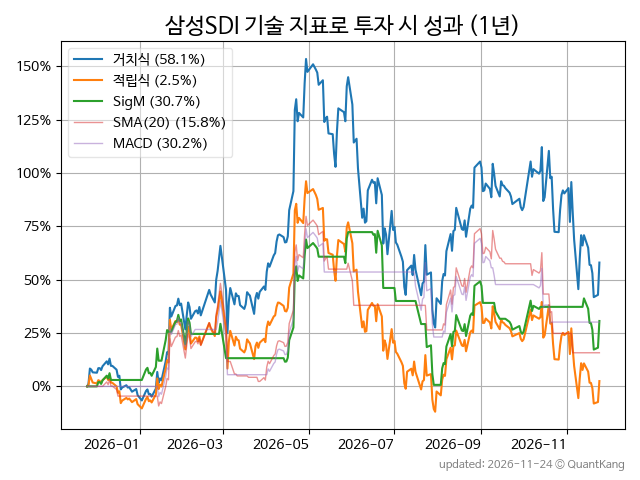 삼성SDI 기술 지표로 투자 시 성과 (1년)
거치식 (58.1%)
적립식 (2.5%)
SigM (30.7%)
SMA(20) (15.8%)
MACD (30.2%)
150%
125%
100%
75%
50%
25%
0%
2026-01 2026-03 2026-05 2026-07 2026-09 2026-11
updated: 2026-11-24 © QuantKang